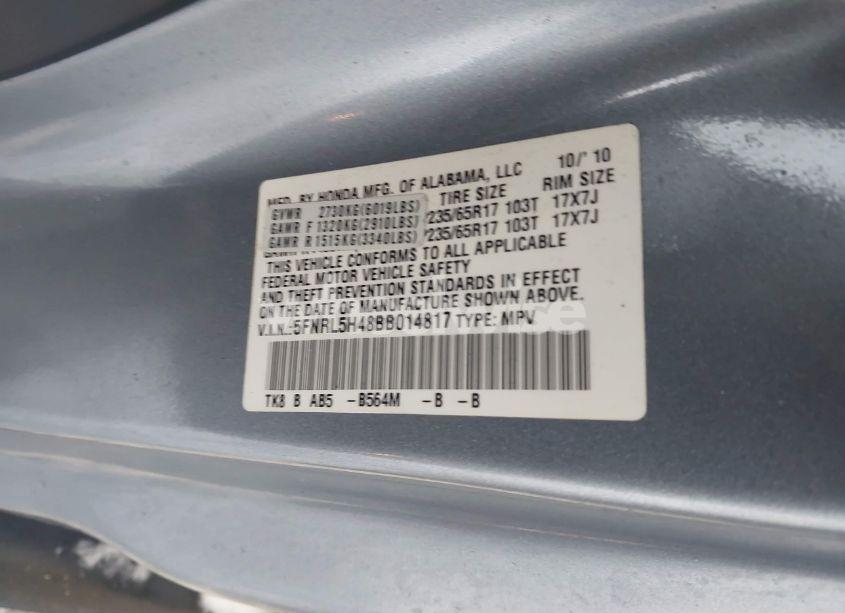 MFD. BY HONDA MFG. OF ALABAMA, LLC 10/'10
GVWR 2730KG(6019LBS) TIRE SIZE RIM SIZE
GAWR F 1320KG(2910LBS) P235/65R17 103T 17X7J
GAWR R 1515KG(3340LBS) P235/65R17 103T 17X7J
THIS VEHICLE CONFORMS TO ALL APPLICABLE
FEDERAL MOTOR VEHICLE SAFETY
AND THEFT PREVENTION STANDARDS IN EFFECT
ON THE DATE OF MANUFACTURE SHOWN ABOVE.
V.I.N.:5FNRL5H48BB014817 TYPE: MPV
TK8 B AB5 -B564M -B -B